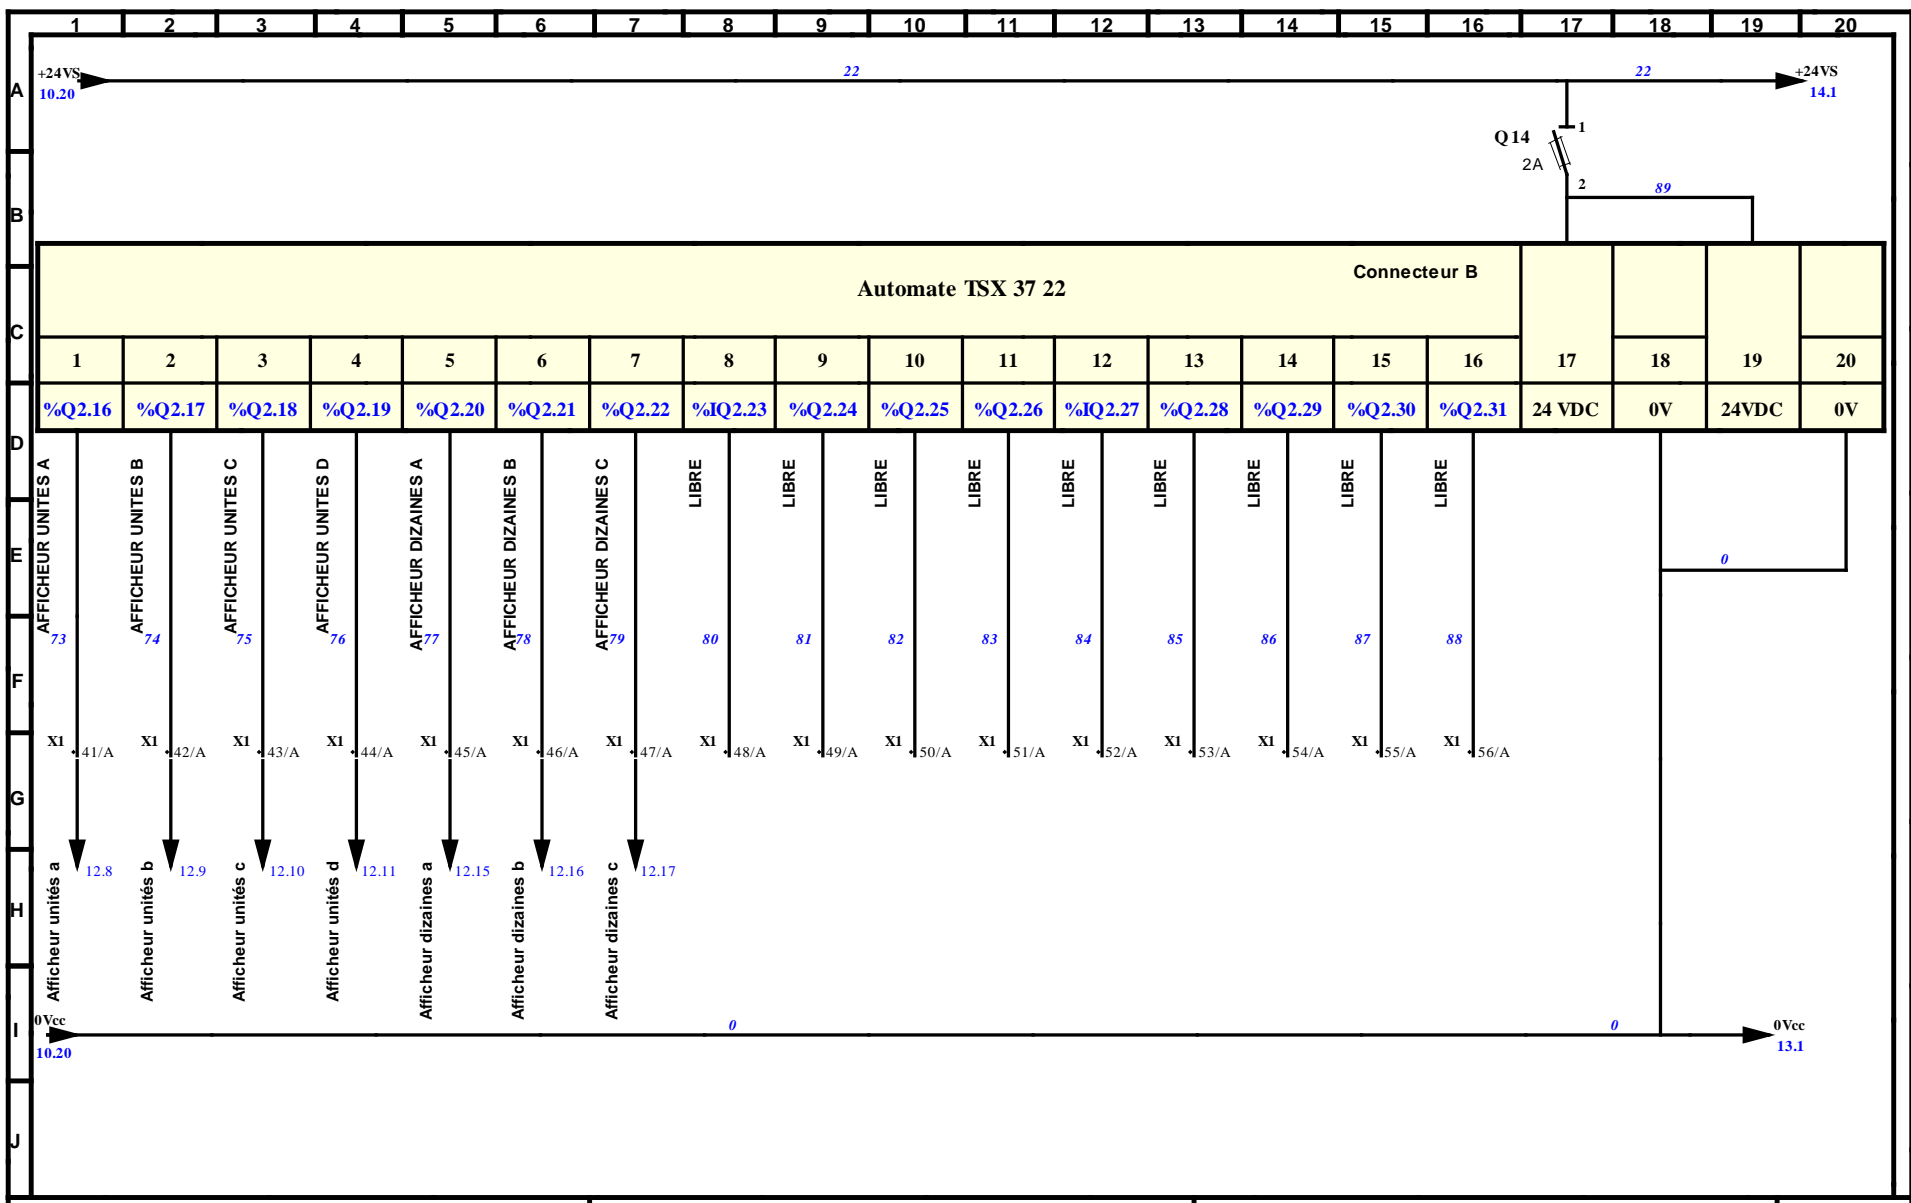 1 2 3 4 5 6 7 8 9 10 11 12 13 14 15 16 17 18 19 20
A
+24VS 22 22 +24VS
10.20 14.1
1
Q 14
2A
2
89
B
Connecteur B
Automate TSX 37 22
C
1 2 3 4 5 6 7 8 9 10 11 12 13 14 15 16 17 18 19 20
%Q2.16 %Q2.17 %Q2.18 %Q2.19 %Q2.20 %Q2.21 %Q2.22 %IQ2.23 %Q2.24 %Q2.25 %Q2.26 %IQ2.27 %Q2.28 %Q2.29 %Q2.30 %Q2.31 24 VDC 0V 24VDC 0V
D
AFFICHEUR UNITES A
AFFICHEUR UNITES B
AFFICHEUR UNITES C
AFFICHEUR UNITES D
AFFICHEUR DIZAINES A
AFFICHEUR DIZAINES B
AFFICHEUR DIZAINES C
LIBRE
LIBRE
LIBRE
LIBRE
LIBRE
LIBRE
LIBRE
LIBRE
LIBRE
E
0
73 74 75 76 77 78 79 80 81 82 83 84 85 86 87 88
F
X1 41/A X1 42/A X1 43/A X1 44/A X1 45/A X1 46/A X1 47/A X1 48/A X1 49/A X1 50/A X1 51/A X1 52/A X1 53/A X1 54/A X1 55/A X1 56/A
G
12.8 12.9 12.10 12.11 12.15 12.16 12.17
Afficheur unités a
Afficheur unités b
Afficheur unités c
Afficheur unités d
Afficheur dizaines a
Afficheur dizaines b
Afficheur dizaines c
H
I
0Vcc 0 0 0Vcc
10.20 13.1
J